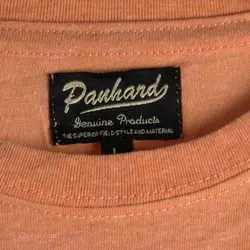 Panhard
Genuine Products
THE SUPERIOR FIELD-STYLE AND MATERIAL
L